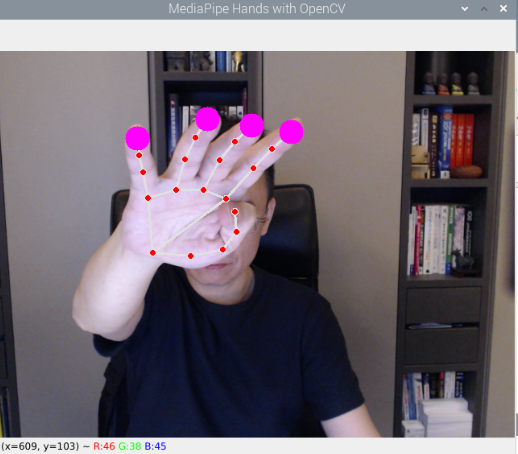 MediaPipe Hands with OpenCV
(x=609, y=103) ~ R:46 G:38 B:45